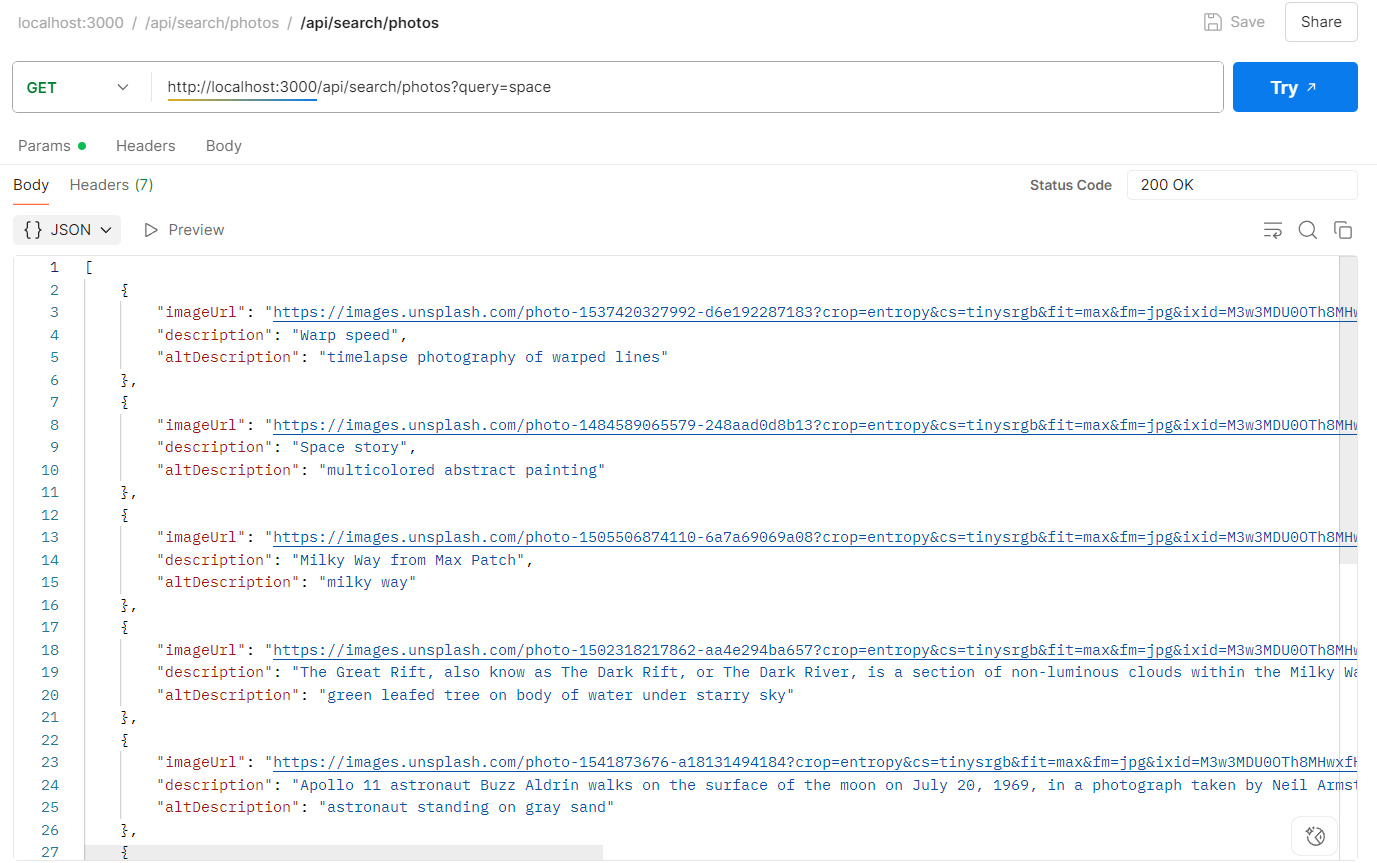 localhost:3000 / /api/search/photos / /api/search/photos Save Share
GET http://localhost:3000/api/search/photos?query=space Try
Params Headers Body
Body Headers (7) Status Code 200 OK
{} JSON Preview
1 [
2 {
3 "imageUrl": "https://images.unsplash.com/photo-1537420327992-d6e192287183?crop=entropy&cs=tinysrgb&fit=max&fm=jpg&ixid=M3w3MDU0OTh8MHw
4 "description": "Warp speed",
5 "altDescription": "timelapse photography of warped lines"
6 },
7 {
8 "imageUrl": "https://images.unsplash.com/photo-1484589065579-248aad0d8b13?crop=entropy&cs=tinysrgb&fit=max&fm=jpg&ixid=M3w3MDU0OTh8MHw
9 "description": "Space story",
10 "altDescription": "multicolored abstract painting"
11 },
12 {
13 "imageUrl": "https://images.unsplash.com/photo-1505506874110-6a7a69069a08?crop=entropy&cs=tinysrgb&fit=max&fm=jpg&ixid=M3w3MDU0OTh8MHw
14 "description": "Milky Way from Max Patch",
15 "altDescription": "milky way"
16 },
17 {
18 "imageUrl": "https://images.unsplash.com/photo-1502318217862-aa4e294ba657?crop=entropy&cs=tinysrgb&fit=max&fm=jpg&ixid=M3w3MDU0OTh8MHw
19 "description": "The Great Rift, also know as The Dark Rift, or The Dark River, is a section of non-luminous clouds within the Milky Wa
20 "altDescription": "green leafed tree on body of water under starry sky"
21 },
22 {
23 "imageUrl": "https://images.unsplash.com/photo-1541873676-a18131494184?crop=entropy&cs=tinysrgb&fit=max&fm=jpg&ixid=M3w3MDU0OTh8MHwxfH
24 "description": "Apollo 11 astronaut Buzz Aldrin walks on the surface of the moon on July 20, 1969, in a photograph taken by Neil Armst
25 "altDescription": "astronaut standing on gray sand"
26 },
27 {